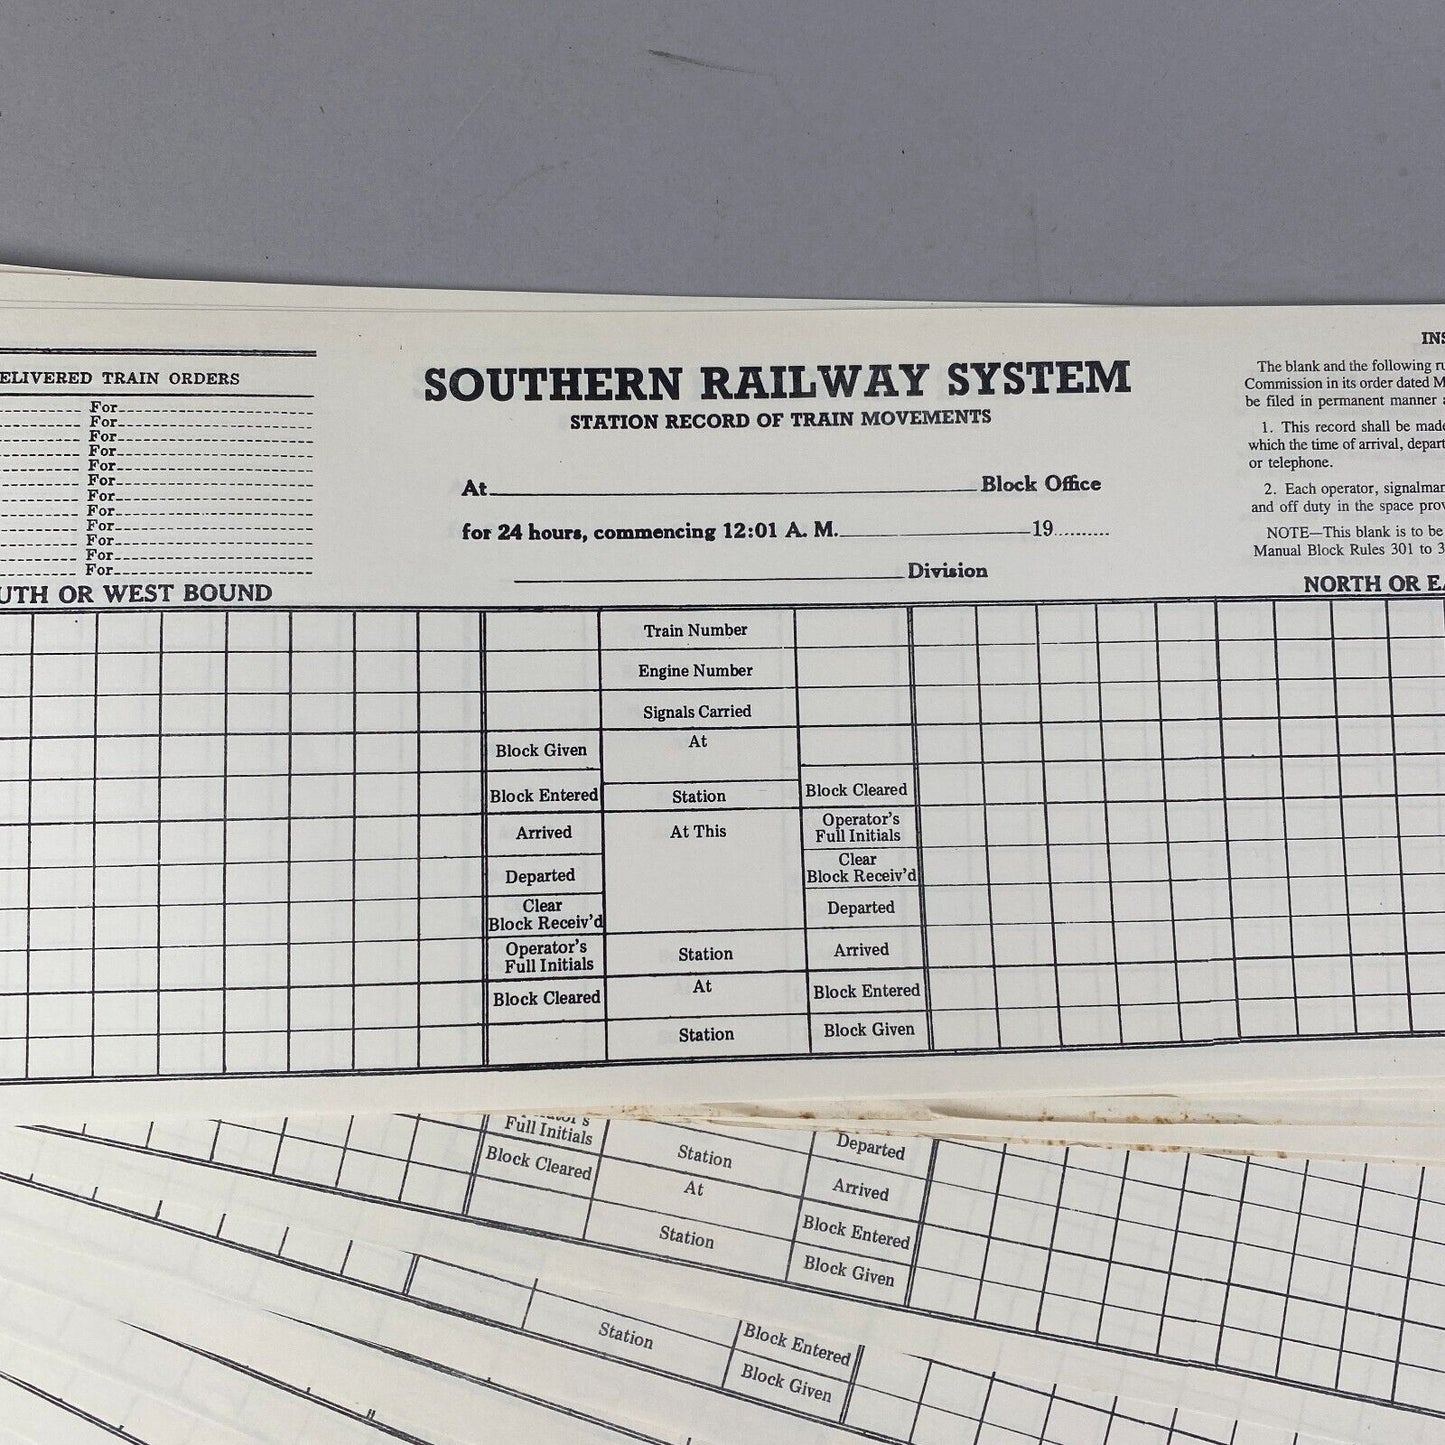 ELIVERED TRAIN ORDERS
For
For
For
For
For
For
For
For
For
For
For
For
UTH OR WEST BOUND
SOUTHERN RAILWAY SYSTEM
STATION RECORD OF TRAIN MOVEMENTS
At Block Office
for 24 hours, commencing 12:01 A. M. 19
Division
INS
The blank and the following ru
Commission in its order dated M
be filed in permanent manner a
1. This record shall be made
which the time of arrival, depart
or telephone.
2. Each operator, signalman
and off duty in the space prov
NOTE—This blank is to be
Manual Block Rules 301 to 3
NORTH OR EA
Train Number
Engine Number
Signals Carried
Block Given
At
Block Entered
Station
Block Cleared
Arrived
At This
Operator's
Full Initials
Departed
Clear
Block Receiv'd
Clear
Block Receiv'd
Departed
Operator's
Full Initials
Station
Arrived
Block Cleared
At
Block Entered
Station
Block Given
Full Initials
Station
Departed
Block Cleared
At
Arrived
Station
Block Entered
Block Given
Station
Block Entered
Block Given